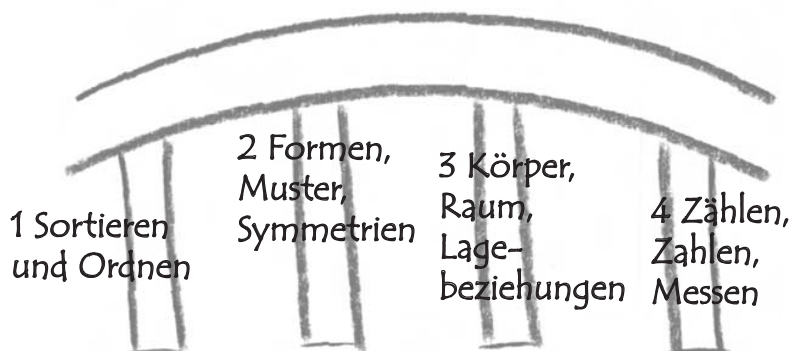 1 Sortieren
und Ordnen
2 Formen,
Muster,
Symmetrien
3 Körper,
Raum,
Lage-
beziehungen
4 Zählen,
Zahlen,
Messen